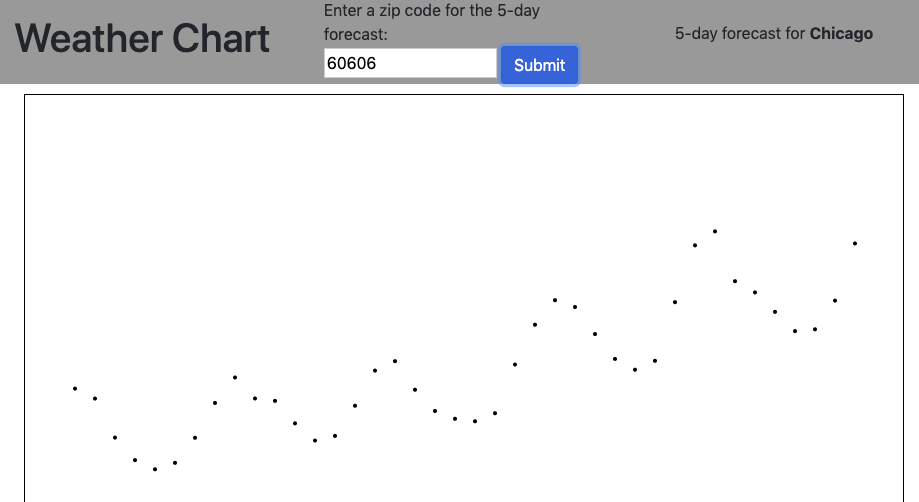 Weather Chart
Enter a zip code for the 5-day
forecast:
60606
Submit
5-day forecast for Chicago